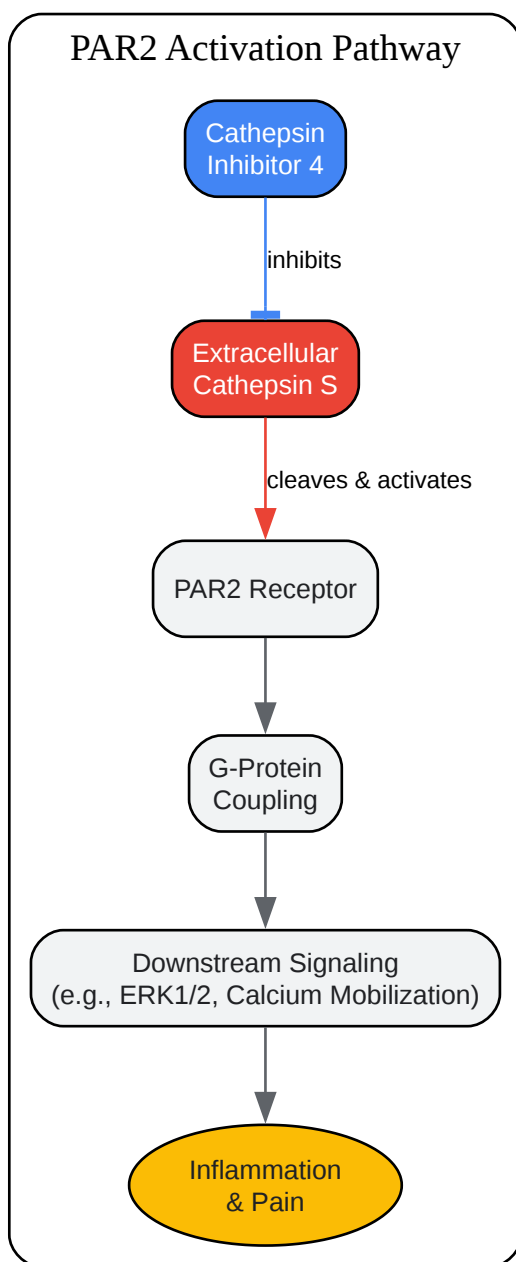 PAR2 Activation Pathway
Cathepsin
Inhibitor 4
inhibits
Extracellular
Cathepsin S
cleaves & activates
PAR2 Receptor
G-Protein
Coupling
Downstream Signaling
(e.g., ERK1/2, Calcium Mobilization)
Inflammation
& Pain